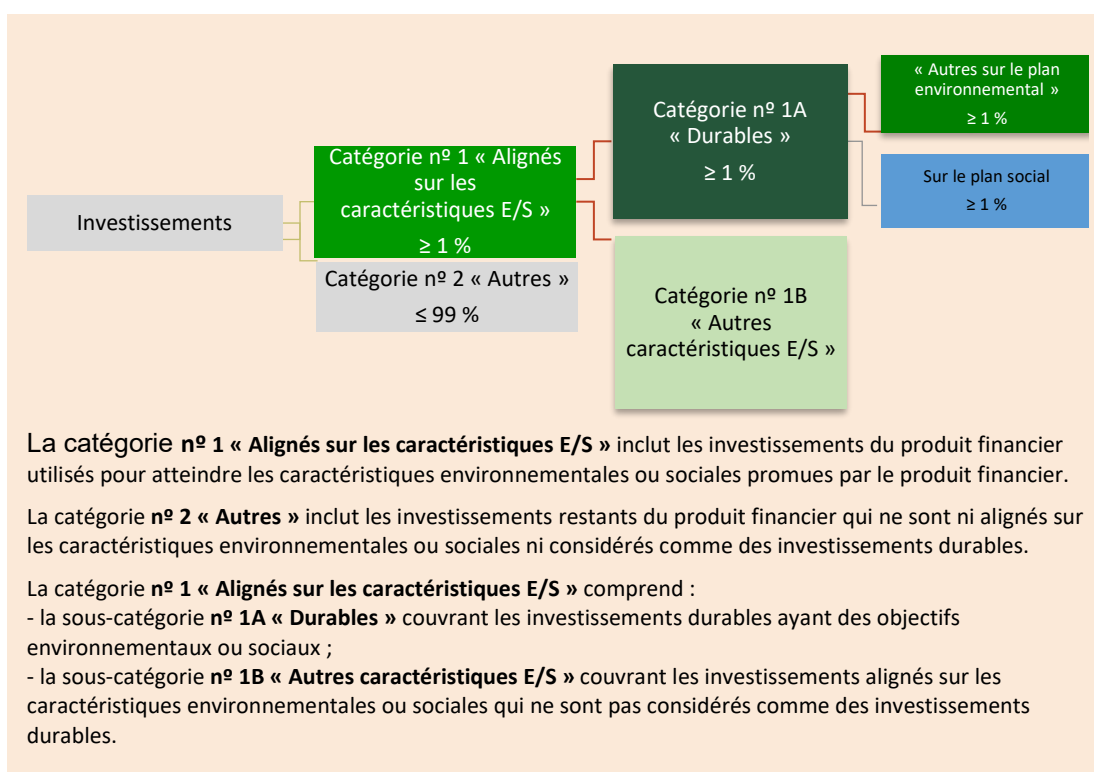 Investissements
Catégorie nº 1 « Alignés
sur les
caractéristiques E/S »
≥ 1 %
Catégorie nº 2 « Autres »
≤ 99 %
Catégorie nº 1A
« Durables »
≥ 1 %
Catégorie nº 1B
« Autres
caractéristiques E/S »
« Autres sur le plan
environnemental »
≥ 1 %
Sur le plan social
≥ 1 %
La catégorie nº 1 « Alignés sur les caractéristiques E/S » inclut les investissements du produit financier
utilisés pour atteindre les caractéristiques environnementales ou sociales promues par le produit financier.
La catégorie nº 2 « Autres » inclut les investissements restants du produit financier qui ne sont ni alignés sur
les caractéristiques environnementales ou sociales ni considérés comme des investissements durables.
La catégorie nº 1 « Alignés sur les caractéristiques E/S » comprend :
- la sous-catégorie nº 1A « Durables » couvrant les investissements durables ayant des objectifs
environnementaux ou sociaux ;
- la sous-catégorie nº 1B « Autres caractéristiques E/S » couvrant les investissements alignés sur les
caractéristiques environnementales ou sociales qui ne sont pas considérés comme des investissements
durables.